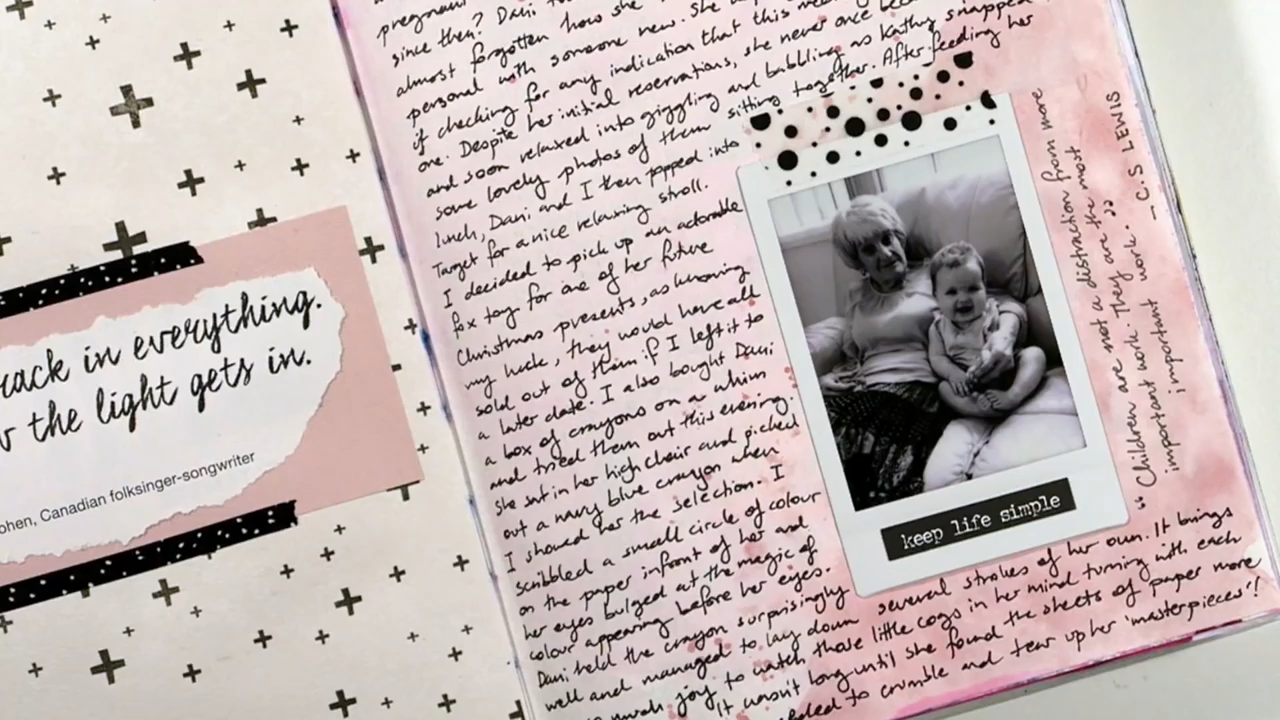 rack in everything.
the light gets in.
ohen, Canadian folksinger-songwriter
pregnant
since then? Dani
almost forgotten how she
personal with someone new. She
if checking for any indication that this
one. Despite her initial reservations, she never once
and soon relaxed into giggling and babbling as Kathy snapped
some lovely photos of them sitting together. After feeding her
lunch, Dani and I then popped into
Target for a nice relaxing stroll.
I decided to pick up an adorable
fox toy for one of her future
Christmas presents, as knowing
my luck, they would have all
sold out of them if I left it to
a later date. I also bought Dani
a box of crayons on a whim
and tried them out this evening.
She sat in her high chair and picked
out a navy blue crayon when
I showed her the selection. I
scribbled a small circle of colour
on the paper infront of her and
her eyes bulged at the magic of
colour appearing before her eyes.
Dani held the crayon surprisingly
well and managed to lay down
several strokes of her own. It brings
so much joy to watch those little cogs in her mind turning with each
It wasn't long until she found the sheets of paper more
to crumble and tear up her 'masterpieces'!
keep life simple
"Children are not a distraction from more
important work. They are the most
important work."
- C.S LEWIS